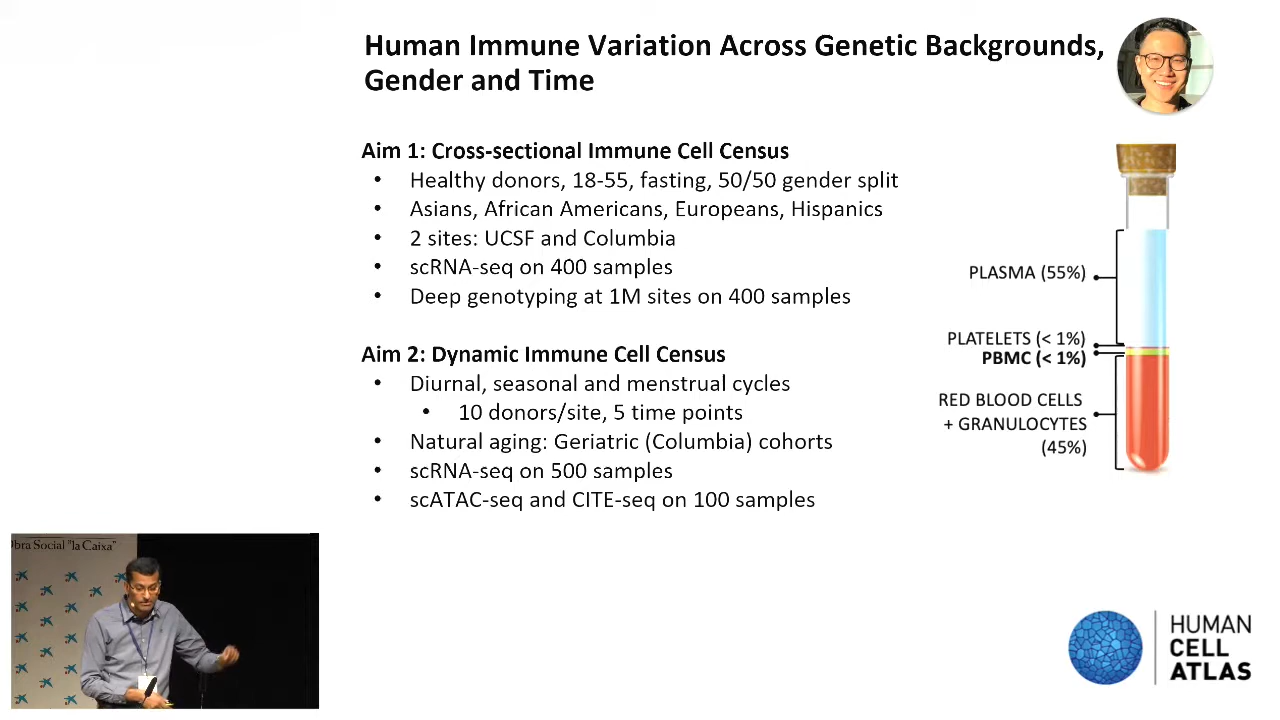 Human Immune Variation Across Genetic Backgrounds,
Gender and Time
Aim 1: Cross-sectional Immune Cell Census
• Healthy donors, 18-55, fasting, 50/50 gender split
• Asians, African Americans, Europeans, Hispanics
• 2 sites: UCSF and Columbia
• scRNA-seq on 400 samples
• Deep genotyping at 1M sites on 400 samples
Aim 2: Dynamic Immune Cell Census
• Diurnal, seasonal and menstrual cycles
• 10 donors/site, 5 time points
• Natural aging: Geriatric (Columbia) cohorts
• scRNA-seq on 500 samples
• scATAC-seq and CITE-seq on 100 samples
PLASMA (55%)
PLATELETS (< 1%)
PBMC (< 1%)
RED BLOOD CELLS
+ GRANULOCYTES
(45%)
Obra Social "la Caixa"
HUMAN
CELL
ATLAS